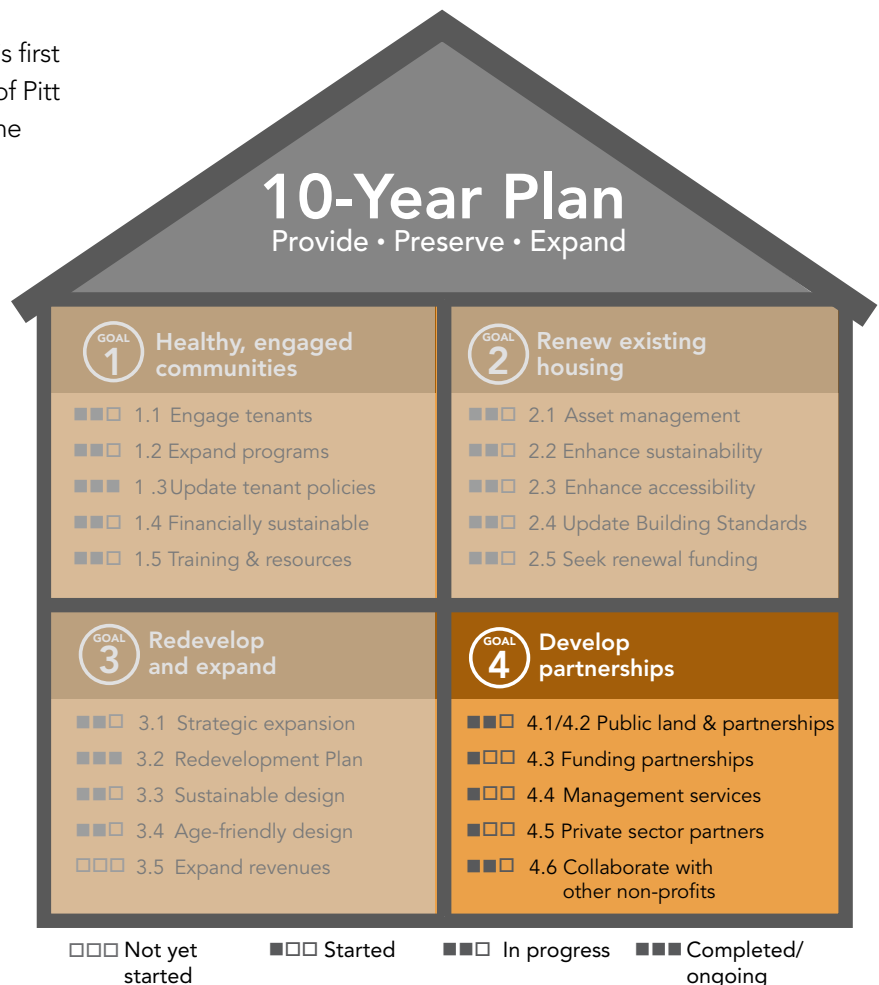 s first
of Pitt
ne
10-Year Plan
Provide • Preserve • Expand
GOAL
1
Healthy, engaged
communities
■■□ 1.1 Engage tenants
■■□ 1.2 Expand programs
■■■ 1 .3Update tenant policies
■■□ 1.4 Financially sustainable
■■□ 1.5 Training & resources
GOAL
2
Renew existing
housing
■■□ 2.1 Asset management
■■□ 2.2 Enhance sustainability
■■□ 2.3 Enhance accessibility
■■□ 2.4 Update Building Standards
■■□ 2.5 Seek renewal funding
GOAL
3
Redevelop
and expand
■■□ 3.1 Strategic expansion
■■■ 3.2 Redevelopment Plan
■■□ 3.3 Sustainable design
■■□ 3.4 Age-friendly design
□□□ 3.5 Expand revenues
GOAL
4
Develop
partnerships
■■□ 4.1/4.2 Public land & partnerships
■□□ 4.3 Funding partnerships
■□□ 4.4 Management services
■□□ 4.5 Private sector partners
■■□ 4.6 Collaborate with
other non-profits
□□□ Not yet
started
■□□ Started
■■□ In progress
■■■ Completed/
ongoing